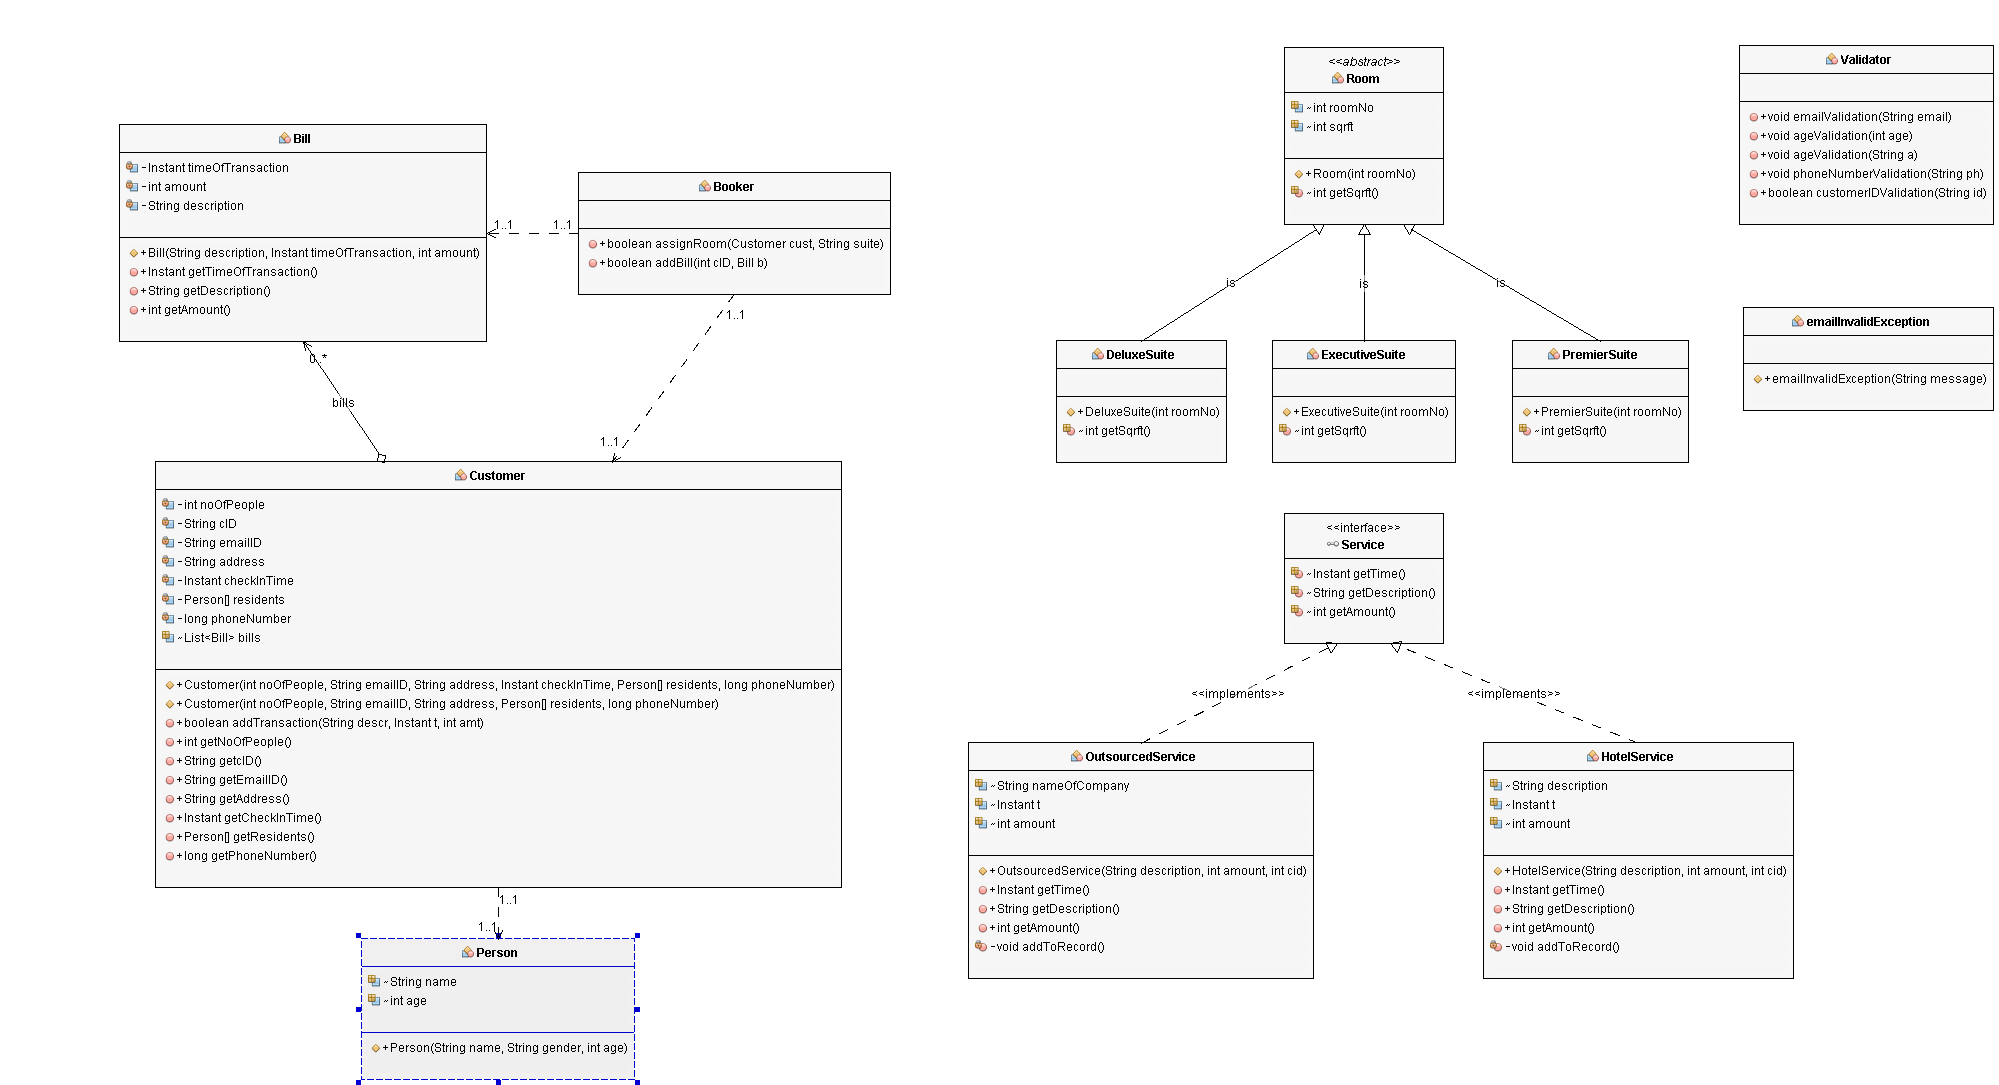 Bill
-Instant timeOfTransaction
-int amount
-String description
+Bill(String description, Instant timeOfTransaction, int amount)
+Instant getTimeOfTransaction()
+String getDescription()
+int getAmount()
1..1
1..1
Booker
+boolean assignRoom(Customer cust, String suite)
+boolean addBill(int cID, Bill b)
0..*
bills
1..1
1..1
Customer
-int noOfPeople
-String cID
-String emailID
-String address
-Instant checkInTime
-Person[] residents
-long phoneNumber
~List<Bill> bills
+Customer(int noOfPeople, String emailID, String address, Instant checkInTime, Person[] residents, long phoneNumber)
+Customer(int noOfPeople, String emailID, String address, Person[] residents, long phoneNumber)
+boolean addTransaction(String descr, Instant t, int amt)
+int getNoOfPeople()
+String getcID()
+String getEmailID()
+String getAddress()
+Instant getCheckInTime()
+Person[] getResidents()
+long getPhoneNumber()
1..1
1..1
Person
~String name
~int age
+Person(String name, String gender, int age)
<<abstract>>
Room
~int roomNo
~int sqrft
+Room(int roomNo)
~int getSqrft()
is
is
is
DeluxeSuite
+DeluxeSuite(int roomNo)
~int getSqrft()
ExecutiveSuite
+ExecutiveSuite(int roomNo)
~int getSqrft()
PremierSuite
+PremierSuite(int roomNo)
~int getSqrft()
Validator
+void emailValidation(String email)
+void ageValidation(int age)
+void ageValidation(String a)
+void phoneNumberValidation(String ph)
+boolean customerIDValidation(String id)
emailInvalidException
+emailInvalidException(String message)
<<interface>>
Service
~Instant getTime()
~String getDescription()
~int getAmount()
<<implements>>
<<implements>>
OutsourcedService
~String nameOfCompany
~Instant t
~int amount
+OutsourcedService(String description, int amount, int cid)
+Instant getTime()
+String getDescription()
+int getAmount()
-void addToRecord()
HotelService
~String description
~Instant t
~int amount
+HotelService(String description, int amount, int cid)
+Instant getTime()
+String getDescription()
+int getAmount()
-void addToRecord()